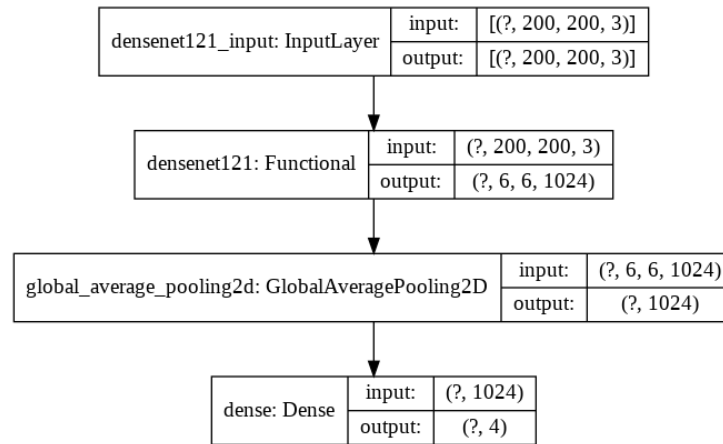 densenet121_input: InputLayer
input: [(?, 200, 200, 3)]
output: [(?, 200, 200, 3)]
densenet121: Functional
input: (?, 200, 200, 3)
output: (?, 6, 6, 1024)
global_average_pooling2d: GlobalAveragePooling2D
input: (?, 6, 6, 1024)
output: (?, 1024)
dense: Dense
input: (?, 1024)
output: (?, 4)